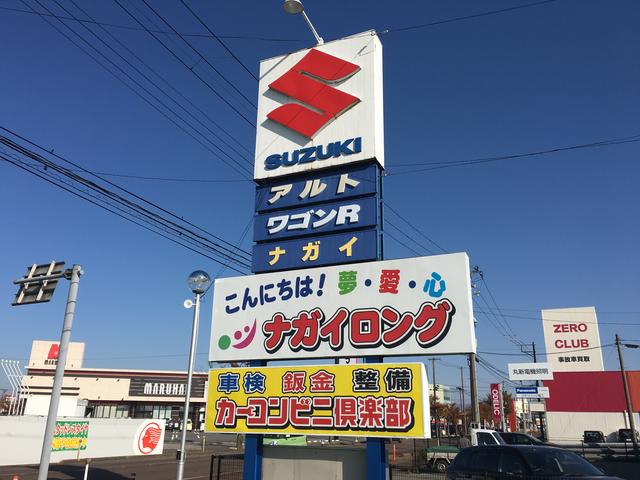 SUZUKI
アルト
ワゴンR
ナガイ
こんにちは!夢・愛・心
ナガイロング
車検 鈑金 整備
カーコンビニ倶楽部
ZERO
CLUB
事故車買取
丸新電機照明
Panasonic
MARUHAN